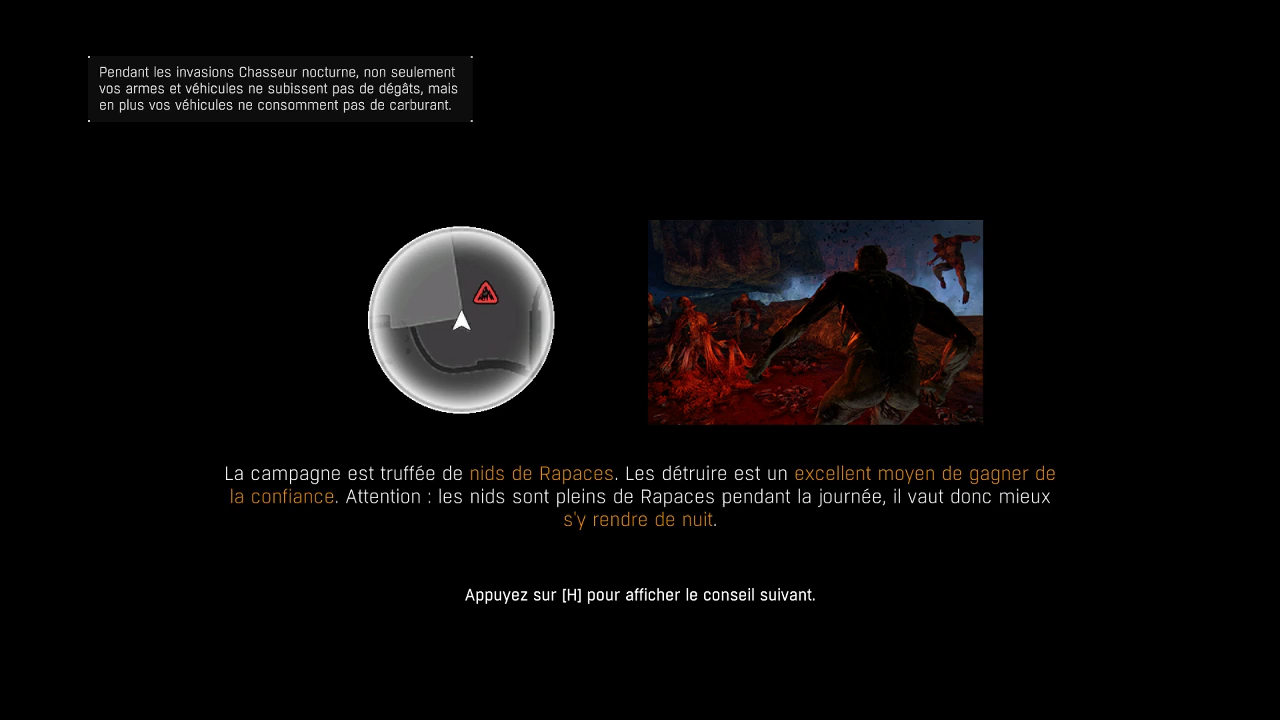 Pendant les invasions Chasseur nocturne, non seulement
vos armes et véhicules ne subissent pas de dégâts, mais
en plus vos véhicules ne consomment pas de carburant.
La campagne est truffée de nids de Rapaces. Les détruire est un excellent moyen de gagner de
la confiance. Attention : les nids sont pleins de Rapaces pendant la journée, il vaut donc mieux
s'y rendre de nuit.
Appuyez sur [H] pour afficher le conseil suivant.